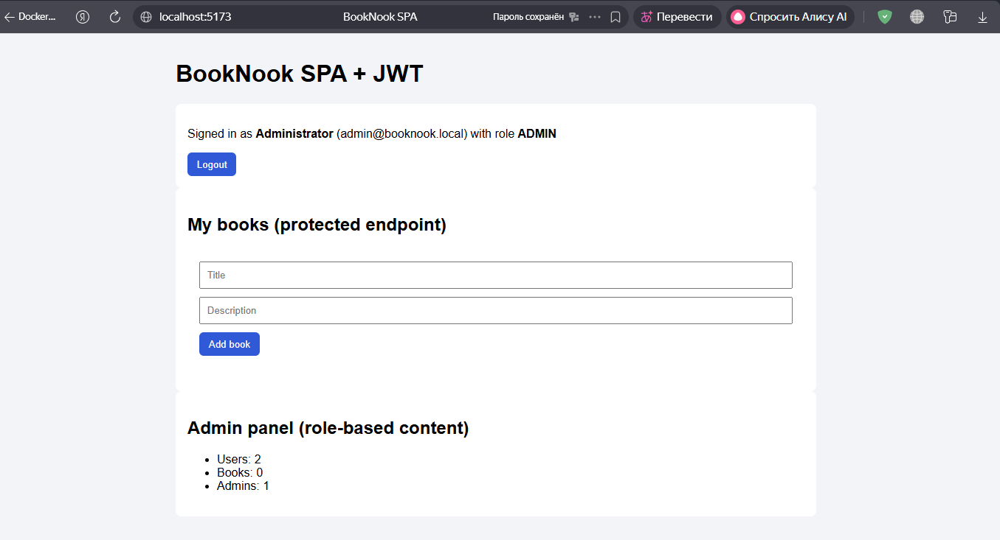 Docker... Я localhost:5173 BookNook SPA Пароль сохранён ... Перевести Спросить Алису AI
BookNook SPA + JWT
Signed in as Administrator (admin@booknook.local) with role ADMIN
Logout
My books (protected endpoint)
Title
Description
Add book
Admin panel (role-based content)
• Users: 2
• Books: 0
• Admins: 1